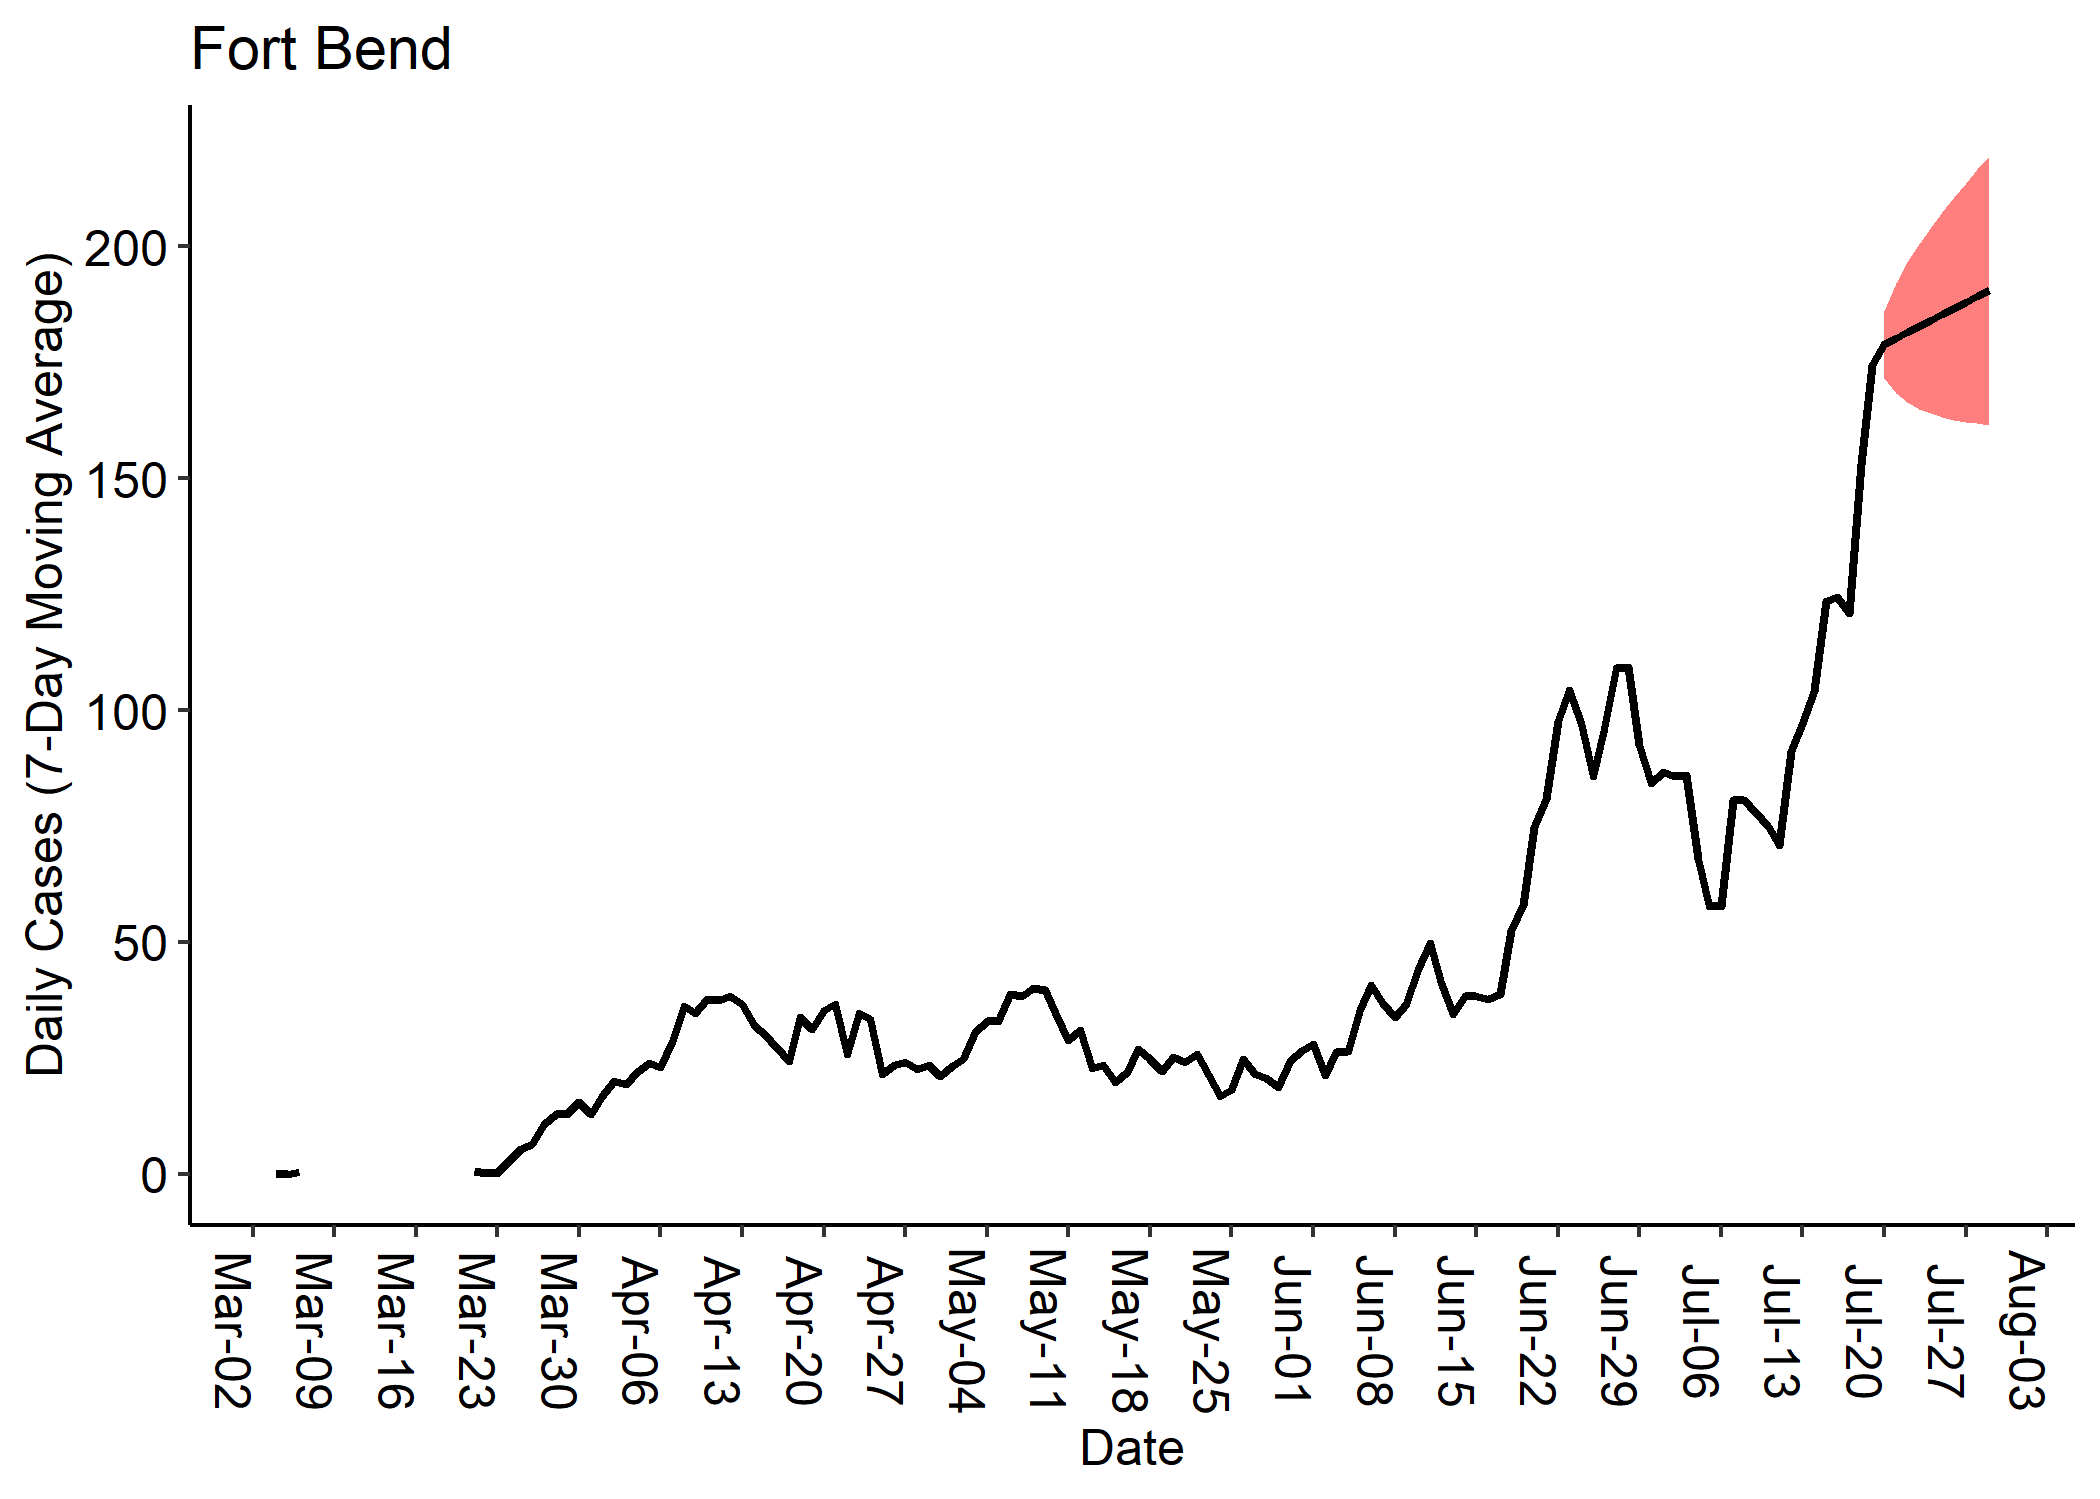 Fort Bend
Daily Cases (7-Day Moving Average)
200
150
100
50
0
Mar-02
Mar-09
Mar-16
Mar-23
Mar-30
Apr-06
Apr-13
Apr-20
Apr-27
May-04
May-11
May-18
May-25
Jun-01
Jun-08
Jun-15
Jun-22
Jun-29
Jul-06
Jul-13
Jul-20
Jul-27
Aug-03
Date